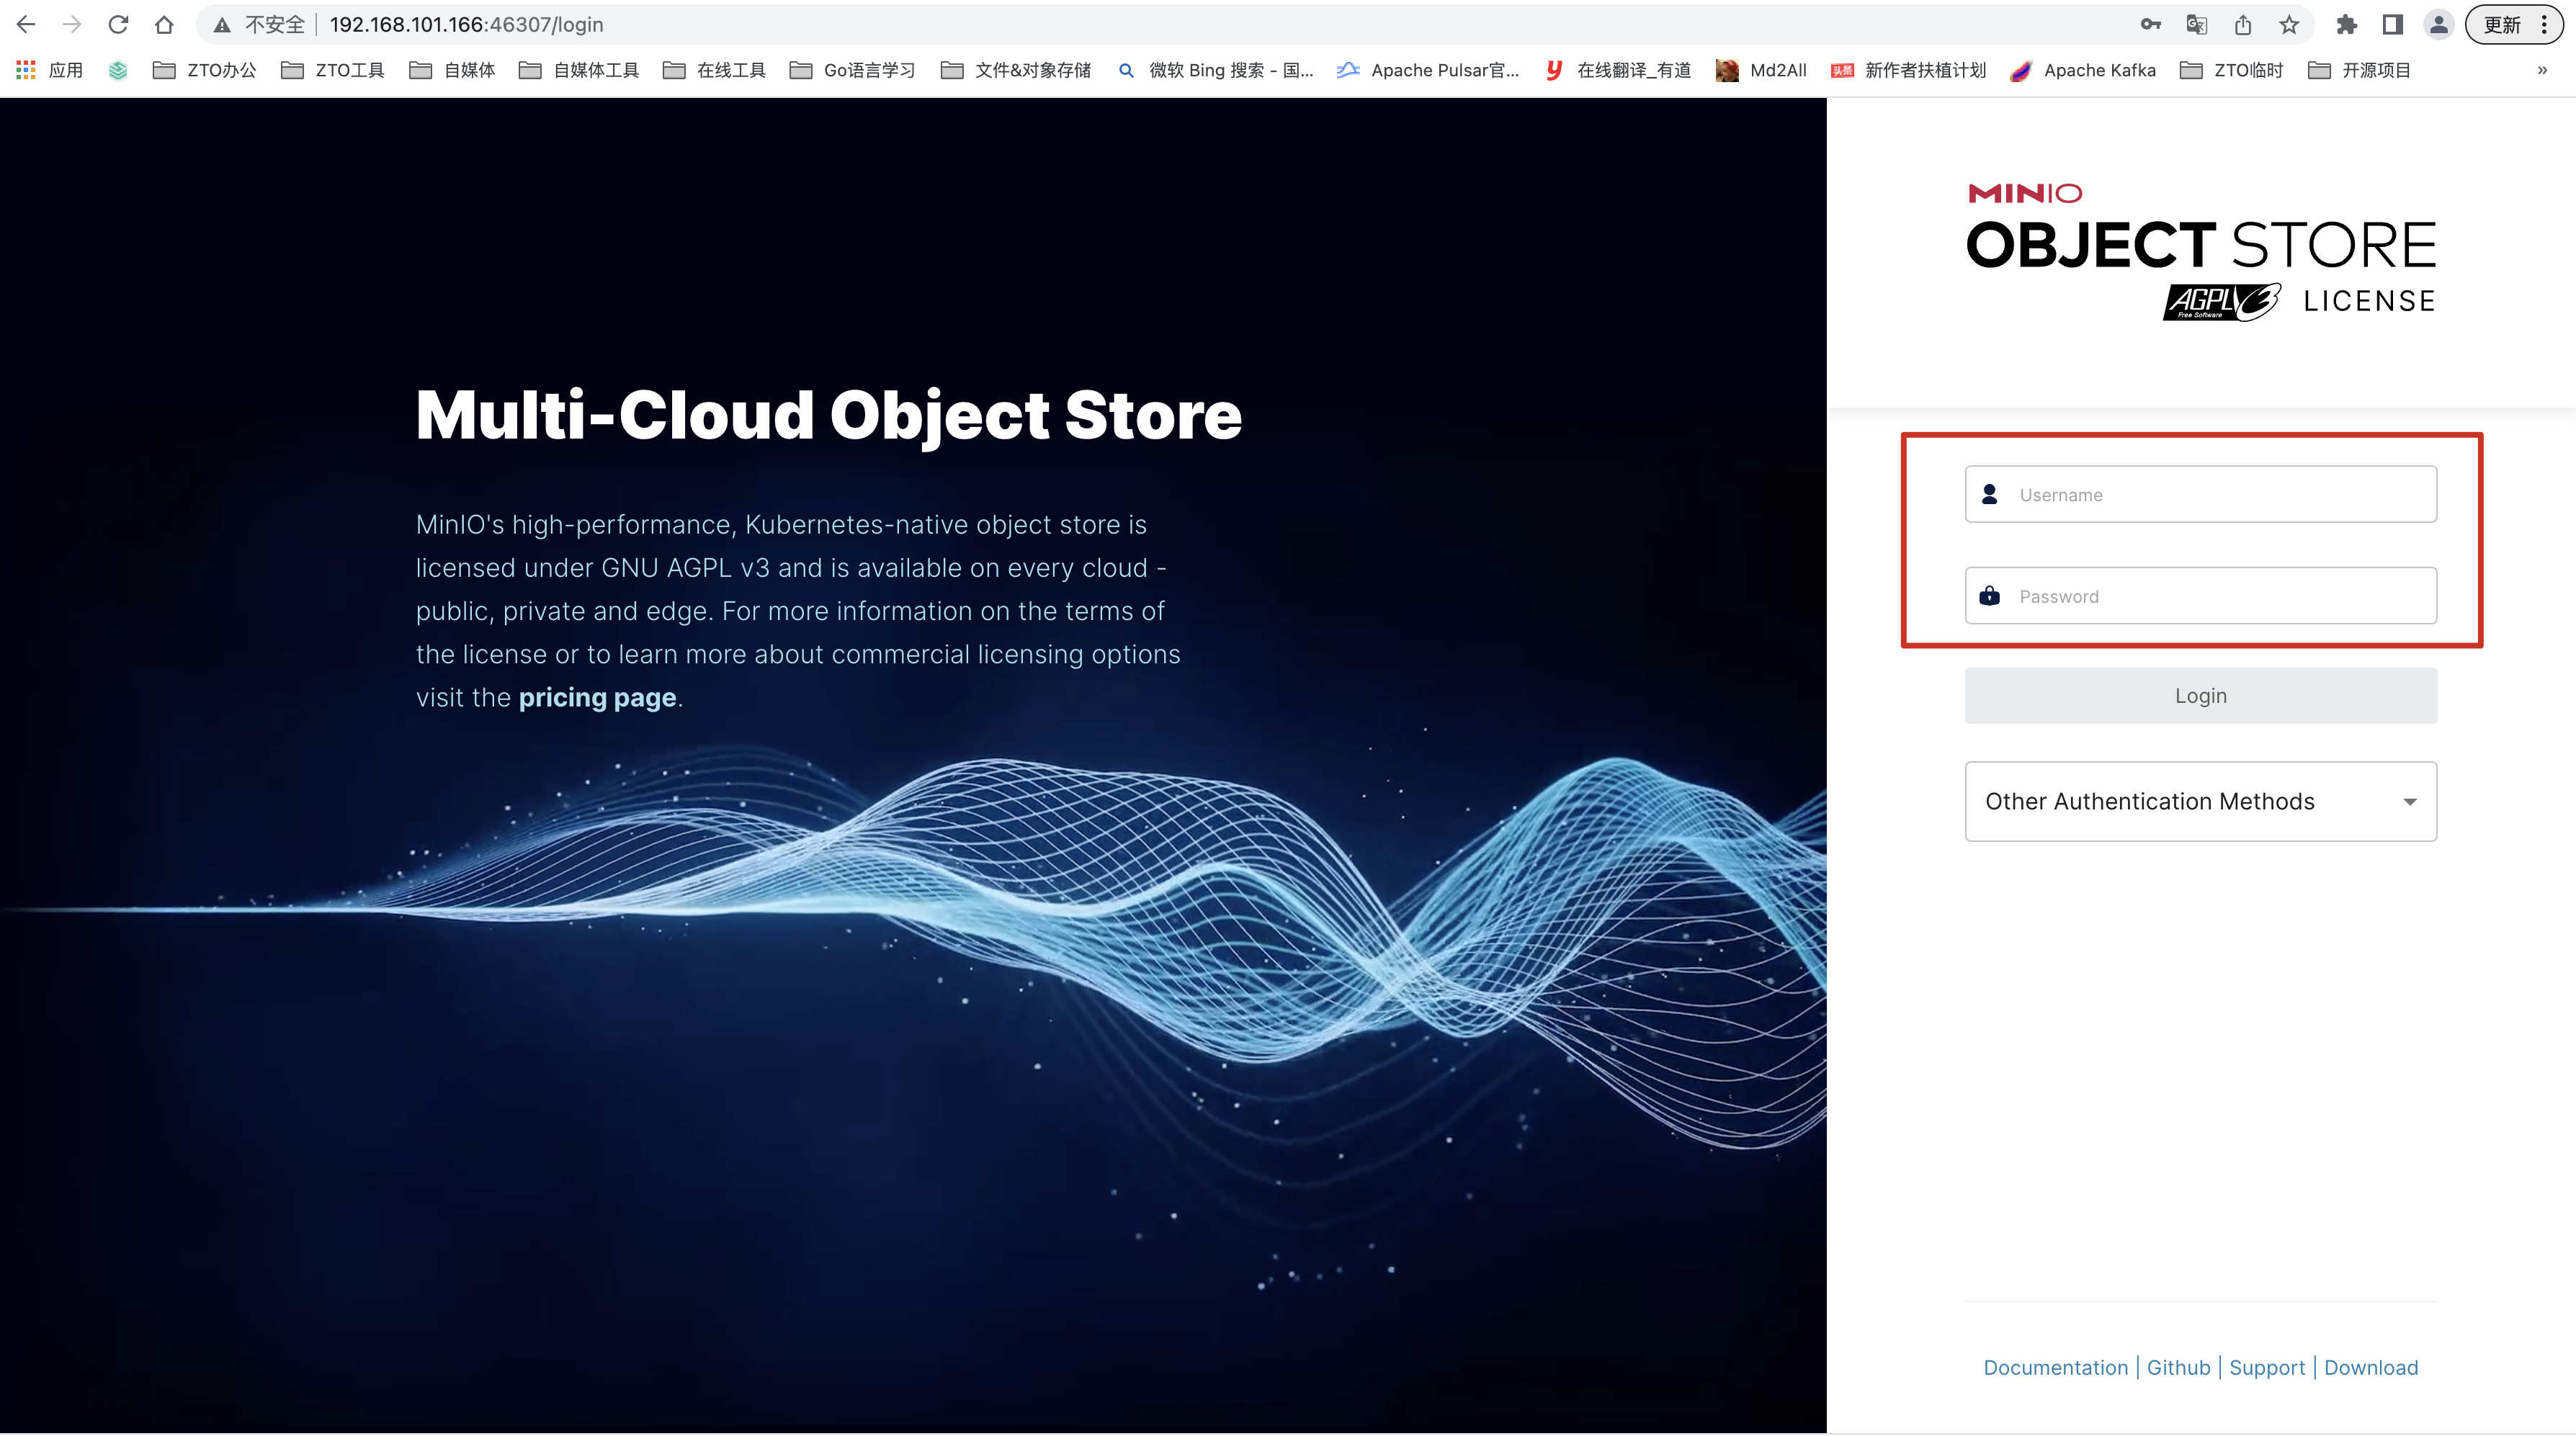 不安全 192.168.101.166:46307/login 更新
应用 ZTO办公 ZTO工具 自媒体 自媒体工具 在线工具 Go语言学习 文件&对象存储 微软 Bing 搜索 - 国... Apache Pulsar官... 在线翻译_有道 Md2All 头条 新作者扶植计划 Apache Kafka ZTO临时 开源项目 »
MINIO
OBJECT STORE
AGPL v3 Free Software LICENSE
Multi-Cloud Object Store
MinIO's high-performance, Kubernetes-native object store is
licensed under GNU AGPL v3 and is available on every cloud -
public, private and edge. For more information on the terms of
the license or to learn more about commercial licensing options
visit the pricing page.
Username
Password
Login
Other Authentication Methods
Documentation | Github | Support | Download